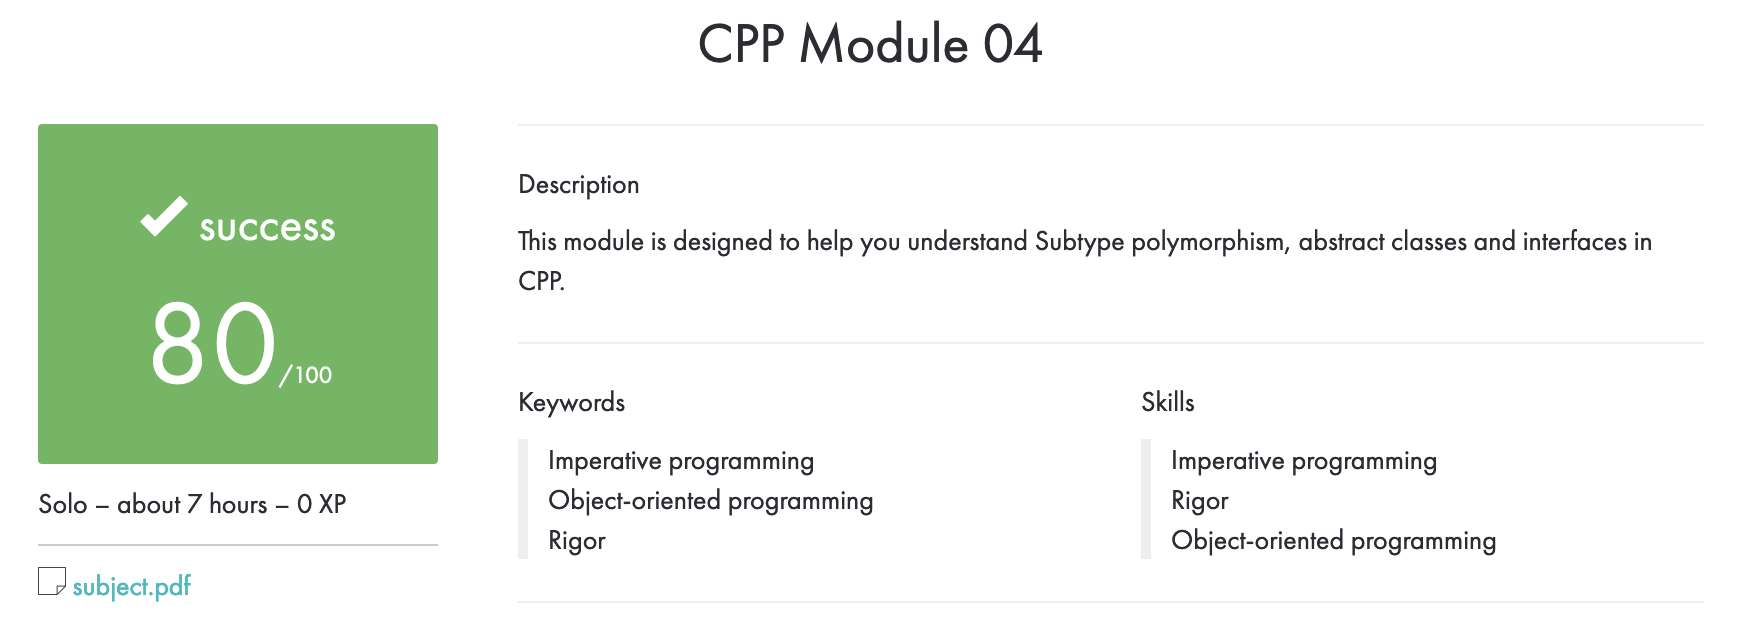 CPP Module 04
success
80/100
Solo – about 7 hours – 0 XP
subject.pdf
Description
This module is designed to help you understand Subtype polymorphism, abstract classes and interfaces in
CPP.
Keywords
Imperative programming
Object-oriented programming
Rigor
Skills
Imperative programming
Rigor
Object-oriented programming